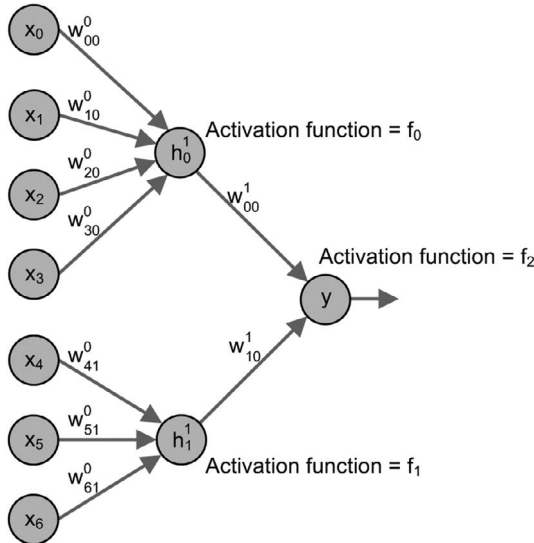 x₀
w⁰₀₀
x₁
w⁰₁₀
Activation function = f₀
h¹₀
w⁰₂₀
x₂
w⁰₃₀
w¹₀₀
x₃
Activation function = f₂
y
x₄
w⁰₄₁
w¹₁₀
x₅
w⁰₅₁
h¹₁
Activation function = f₁
w⁰₆₁
x₆